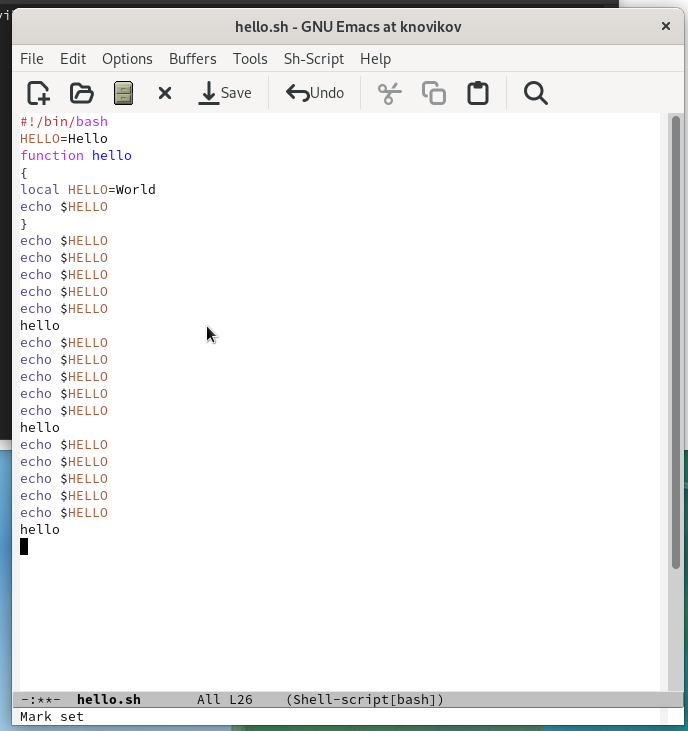 hello.sh - GNU Emacs at knovikov ×
File Edit Options Buffers Tools Sh-Script Help
Save Undo
#!/bin/bash
HELLO=Hello
function hello
{
local HELLO=World
echo $HELLO
}
echo $HELLO
echo $HELLO
echo $HELLO
echo $HELLO
echo $HELLO
hello
echo $HELLO
echo $HELLO
echo $HELLO
echo $HELLO
echo $HELLO
hello
echo $HELLO
echo $HELLO
echo $HELLO
echo $HELLO
echo $HELLO
hello
-:**- hello.sh All L26 (Shell-script[bash])
Mark set